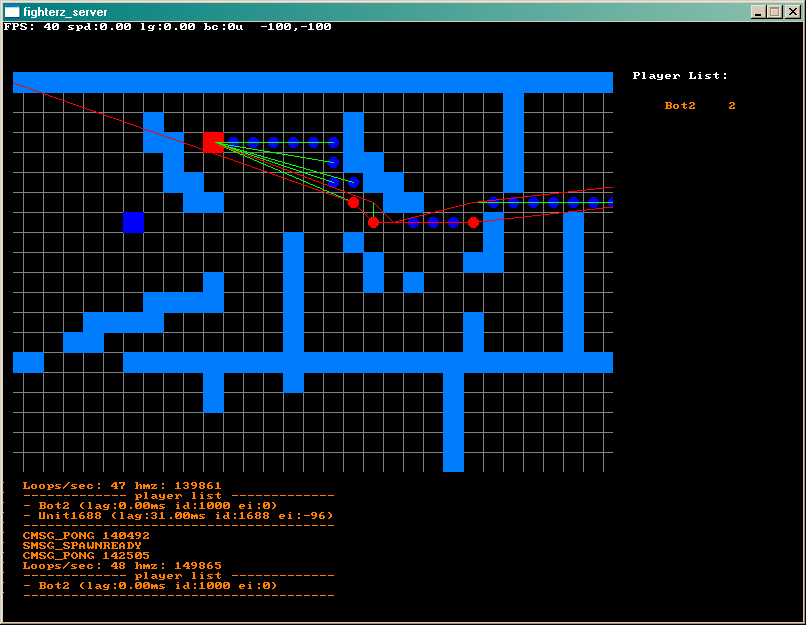 fighterz_server
FPS: 40 spd:0.00 lg:0.00 bc:0u  -100,-100
Player List:
Bot2    2
Loops/sec: 47 hmz: 139861
------------- player list -------------
- Bot2 (lag:0.00ms id:1000 ei:0)
- Unit1688 (lag:31.00ms id:1688 ei:-96)
---------------------------------------
CMSG_PONG 140492
SMSG_SPAWNREADY
CMSG_PONG 142505
Loops/sec: 48 hmz: 149865
------------- player list -------------
- Bot2 (lag:0.00ms id:1000 ei:0)
---------------------------------------